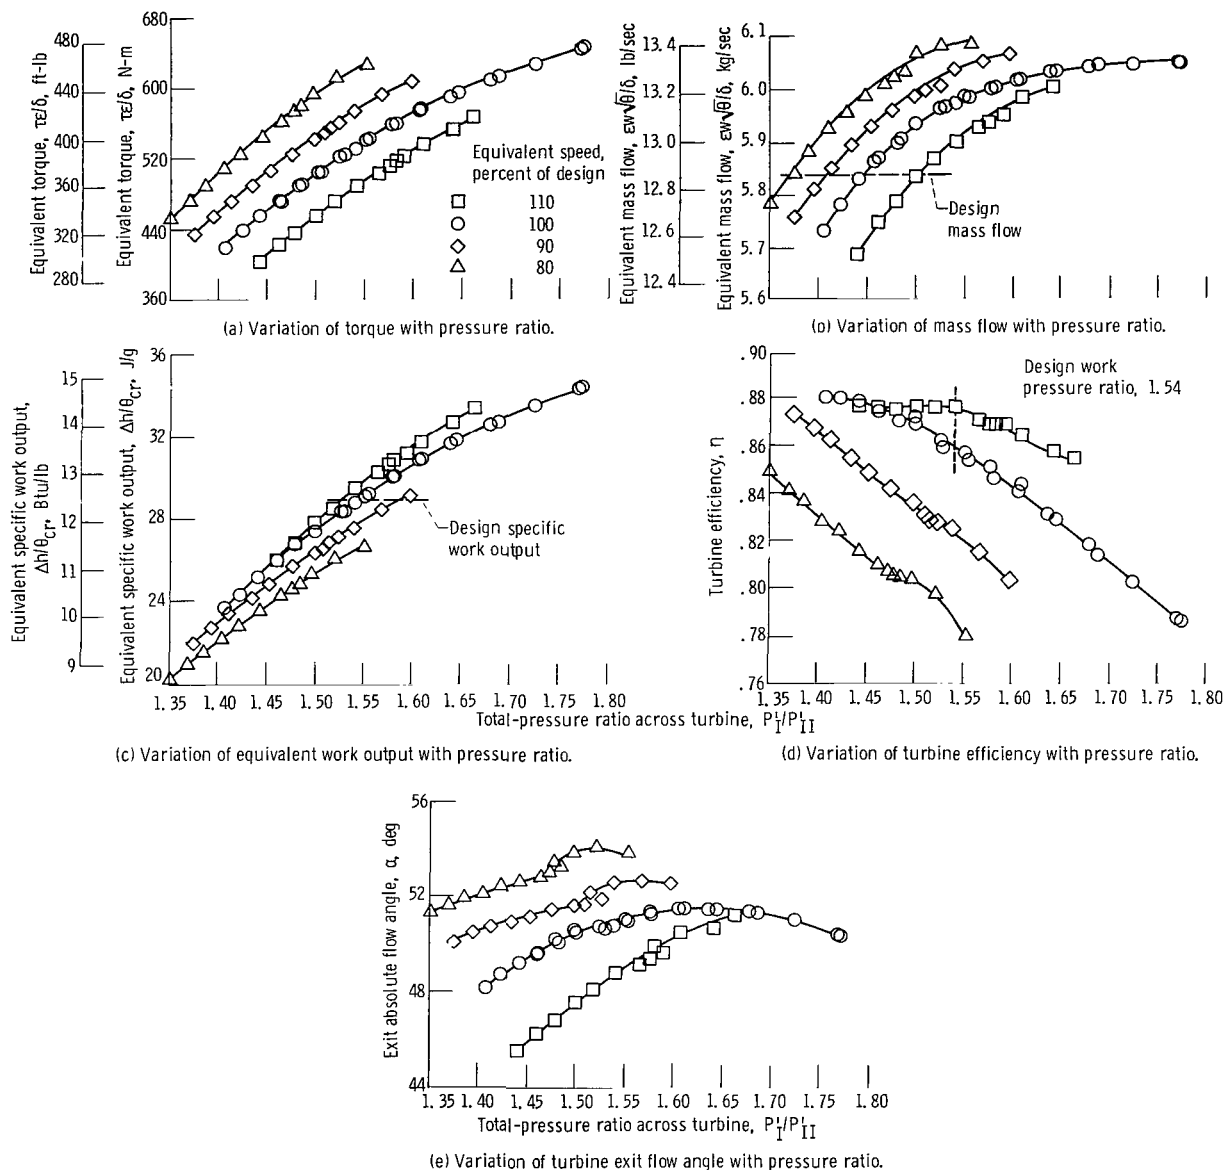 Equivalent torque, τε/δ, ft-lb
480
440
400
360
320
280
Equivalent torque, τε/δ, N-m
680
600
520
440
360
Equivalent speed,
percent of design
110
100
90
80
(a) Variation of torque with pressure ratio.
Equivalent mass flow, εw√θ/δ, lb/sec
13.4
13.2
13.0
12.8
12.6
12.4
Equivalent mass flow, εw√θ/δ, kg/sec
6.1
6.0
5.9
5.8
5.7
5.6
Design
mass flow
(b) Variation of mass flow with pressure ratio.
Equivalent specific work output,
Δh/θcr, Btu/lb
15
14
13
12
11
10
9
Equivalent specific work output, Δh/θcr, J/g
36
32
28
24
20
Design specific
work output
1.35 1.40 1.45 1.50 1.55 1.60 1.65 1.70 1.75 1.80
(c) Variation of equivalent work output with pressure ratio.
Turbine efficiency, η
.90
.88
.86
.84
.82
.80
.78
.76
Design work
pressure ratio, 1.54
1.35 1.40 1.45 1.50 1.55 1.60 1.65 1.70 1.75 1.80
Total-pressure ratio across turbine, P'I/P'II
(d) Variation of turbine efficiency with pressure ratio.
Exit absolute flow angle, α, deg
56
52
48
44
1.35 1.40 1.45 1.50 1.55 1.60 1.65 1.70 1.75 1.80
Total-pressure ratio across turbine, P'I/P'II
(e) Variation of turbine exit flow angle with pressure ratio.